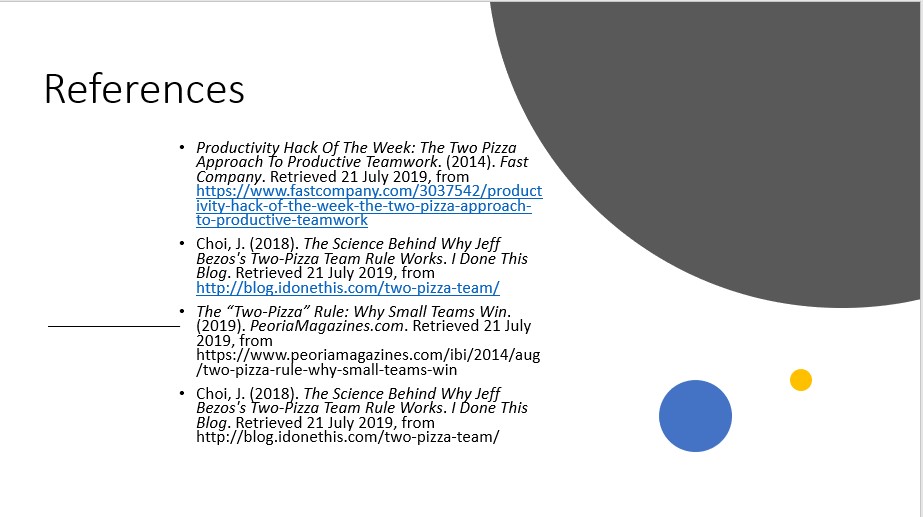 References
• Productivity Hack Of The Week: The Two Pizza
Approach To Productive Teamwork. (2014). Fast
Company. Retrieved 21 July 2019, from
https://www.fastcompany.com/3037542/product
ivity-hack-of-the-week-the-two-pizza-approach-
to-productive-teamwork
• Choi, J. (2018). The Science Behind Why Jeff
Bezos's Two-Pizza Team Rule Works. I Done This
Blog. Retrieved 21 July 2019, from
http://blog.idonethis.com/two-pizza-team/
• The “Two-Pizza” Rule: Why Small Teams Win.
(2019). PeoriaMagazines.com. Retrieved 21 July
2019, from
https://www.peoriamagazines.com/ibi/2014/aug
/two-pizza-rule-why-small-teams-win
• Choi, J. (2018). The Science Behind Why Jeff
Bezos's Two-Pizza Team Rule Works. I Done This
Blog. Retrieved 21 July 2019, from
http://blog.idonethis.com/two-pizza-team/